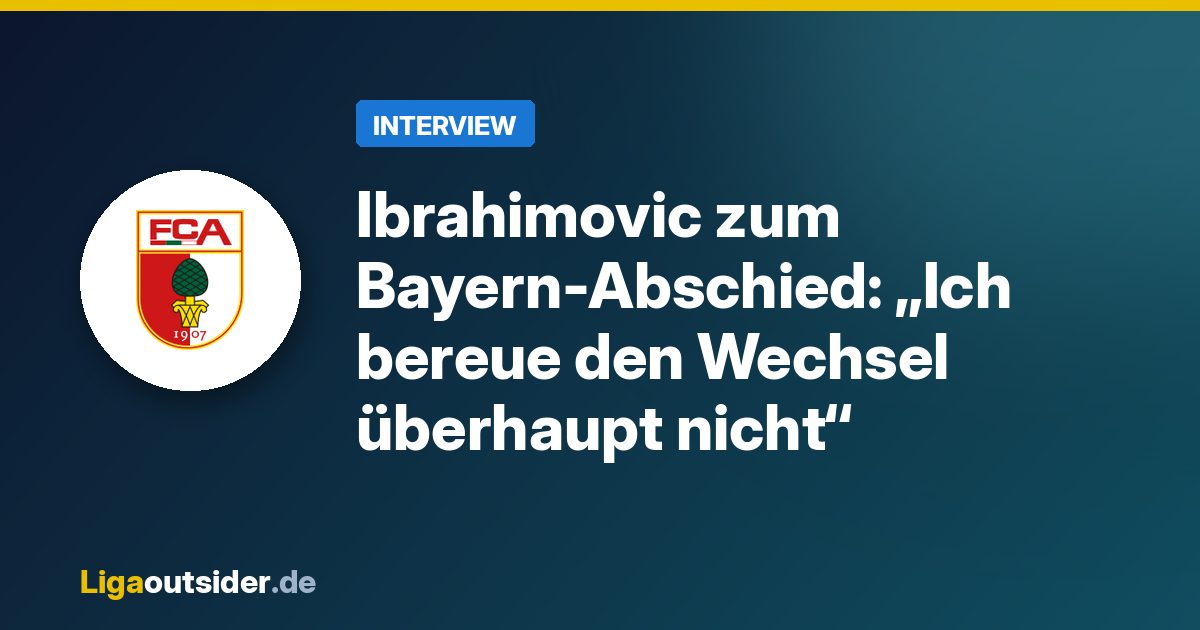 INTERVIEW
Ibrahimovic zum
Bayern-Abschied: „Ich
bereue den Wechsel
überhaupt nicht“
FCA
1907
Ligaoutsider.de